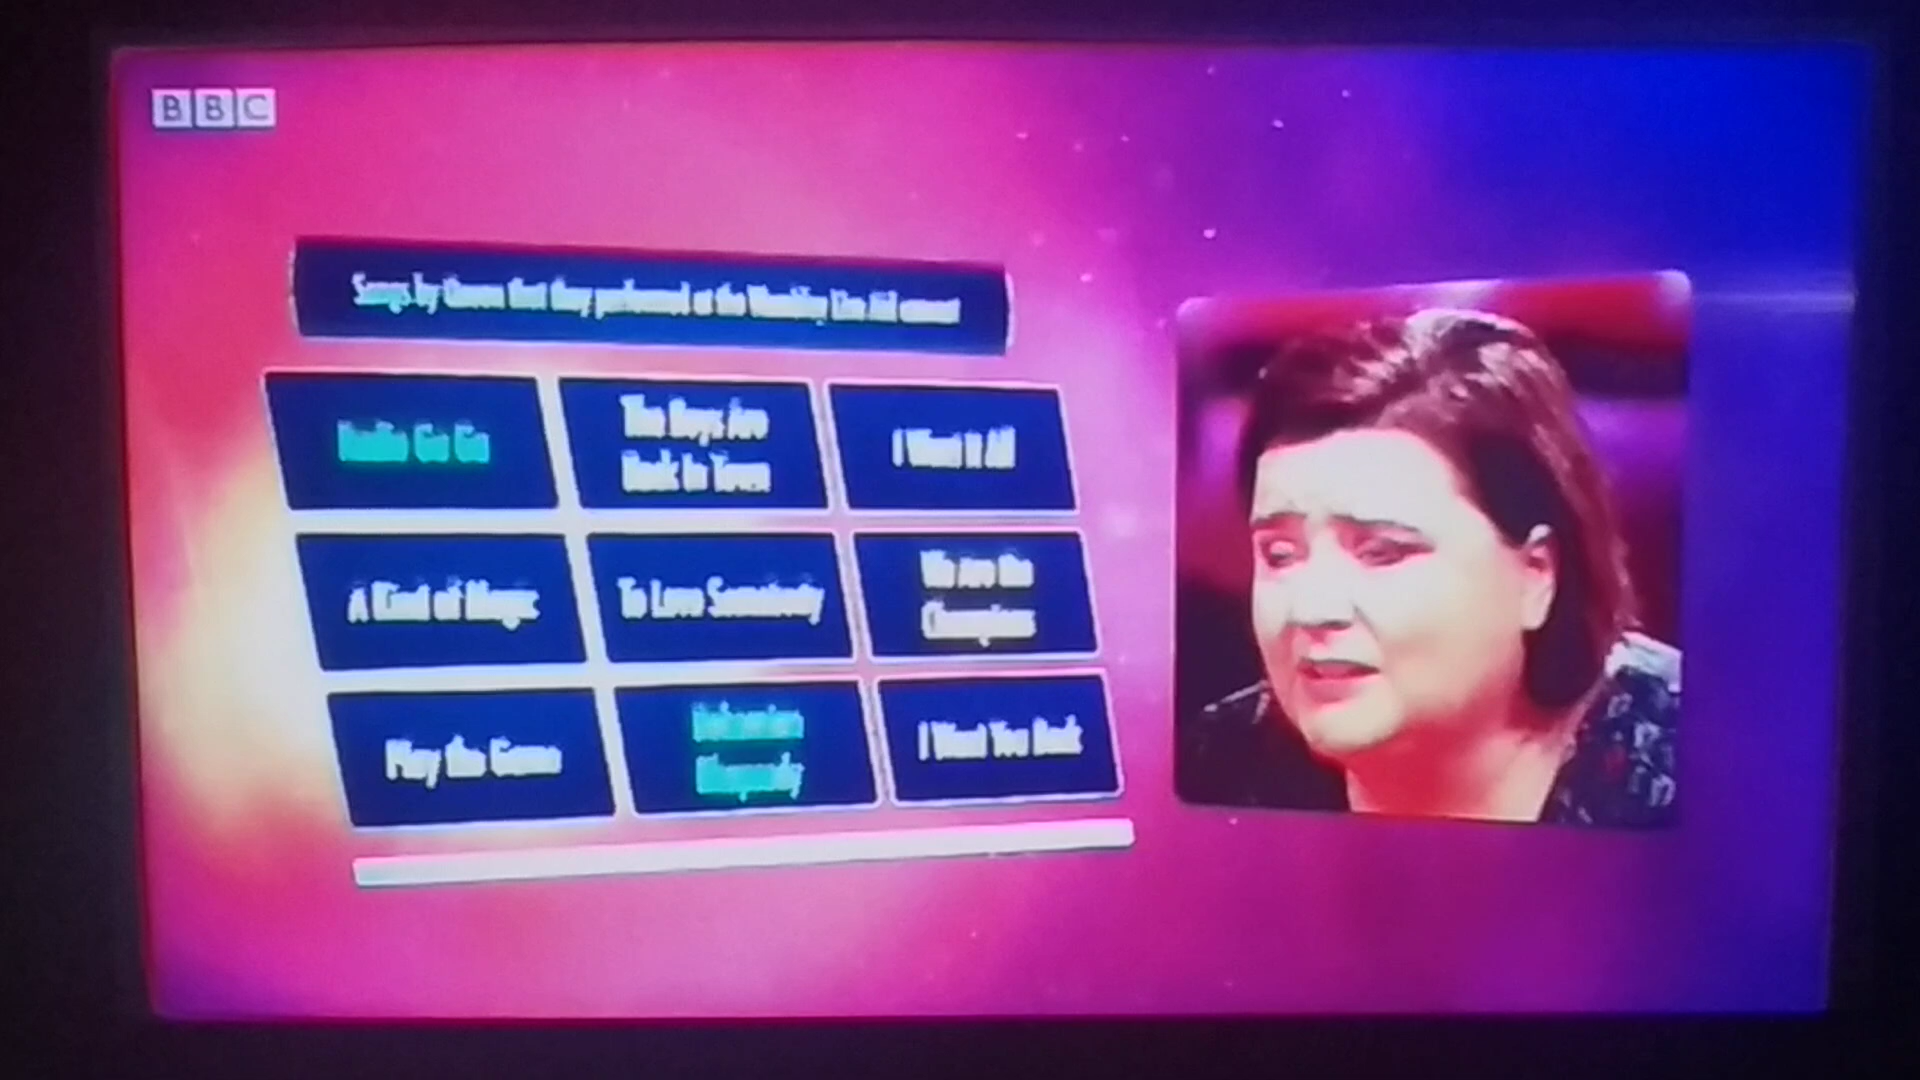 BBC
Songs by Queen that they performed at the Wembley Live Aid concert
Radio Ga Ga
The Boys Are
Back In Town
I Want It All
A Kind of Magic
To Love Somebody
We Are the
Champions
Play the Game
Bohemian
Rhapsody
I Want You Back